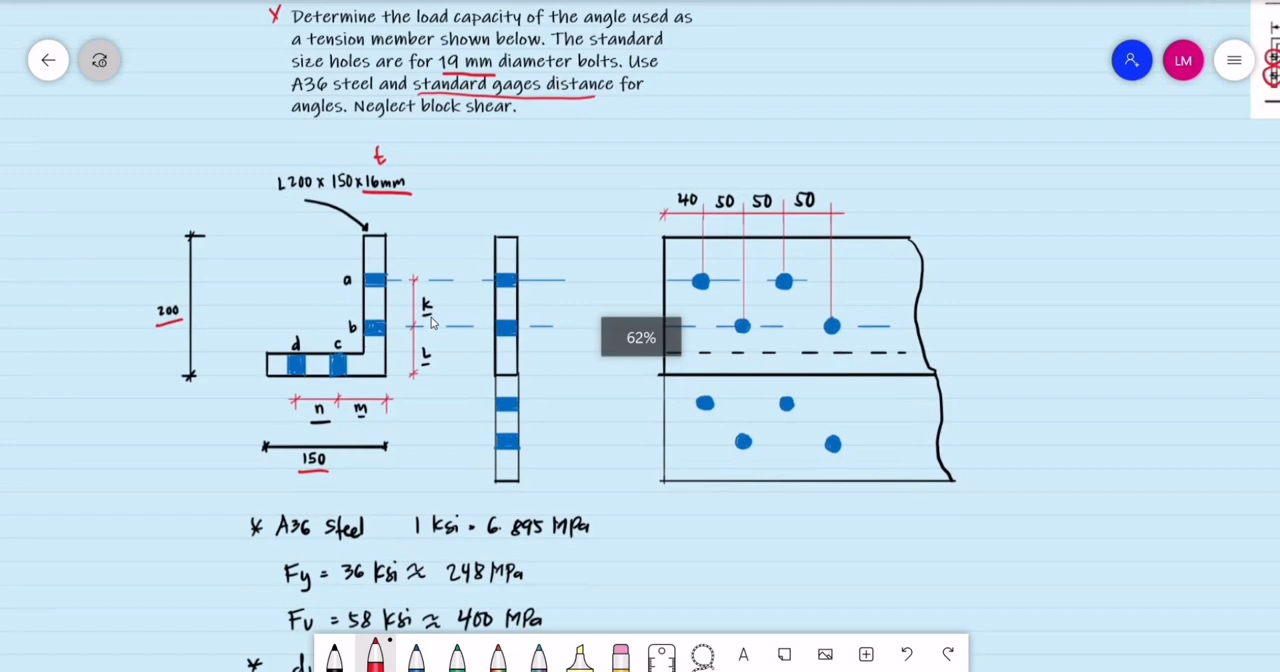 Determine the load capacity of the angle used as
a tension member shown below. The standard
size holes are for 19 mm diameter bolts. Use
A36 steel and standard gages distance for
angles. Neglect block shear.
LM
t
L200 x 150 x 16mm
40 50 50 50
a
k
200
b
d c
L
n m
150
62%
* A36 steel 1 ksi = 6.895 MPa
Fy = 36 ksi ≈ 248 MPa
Fu = 58 ksi ≈ 400 MPa
*
A